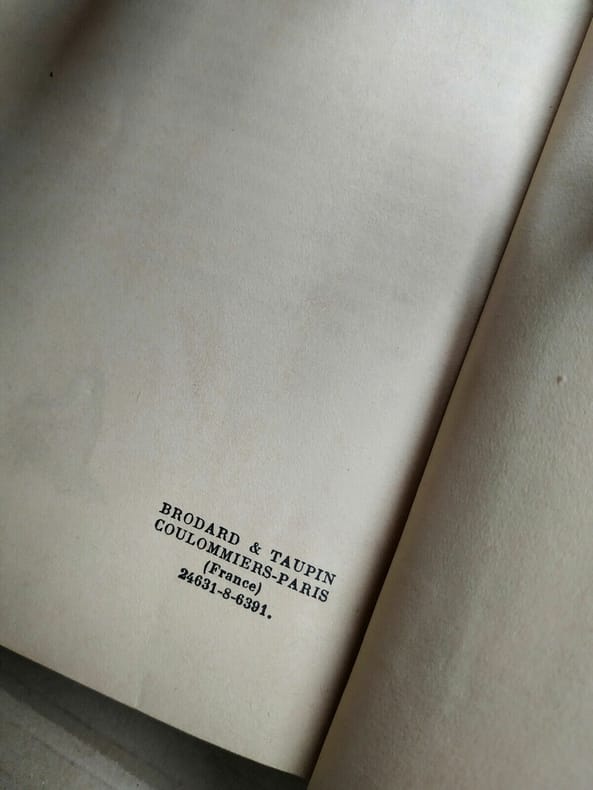 BRODARD & TAUPIN
COULOMMIERS-PARIS
(France)
24631-8-6391.